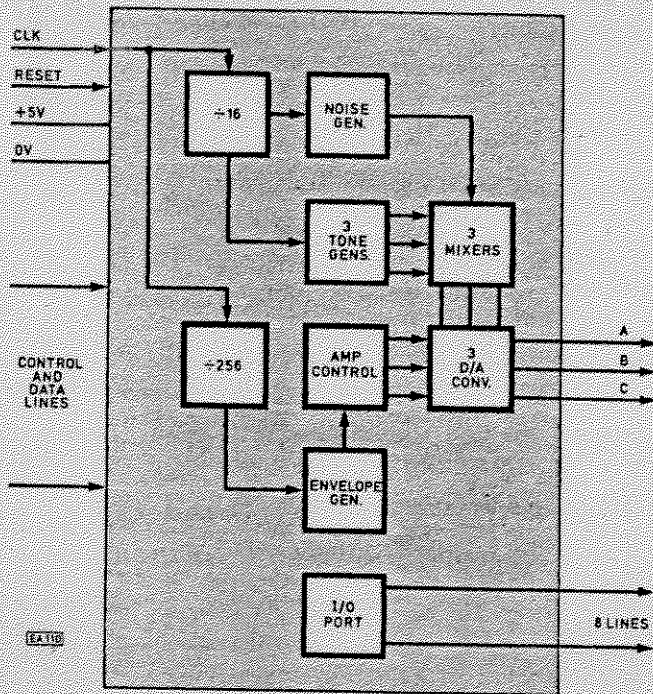 CLK
RESET
+5V
0V
÷16
NOISE
GEN.
3
TONE
GENS.
3
MIXERS
CONTROL
AND
DATA
LINES
÷256
AMP
CONTROL
3
D/A
CONV.
A
B
C
ENVELOPE
GEN.
I/O
PORT
8 LINES
EA110